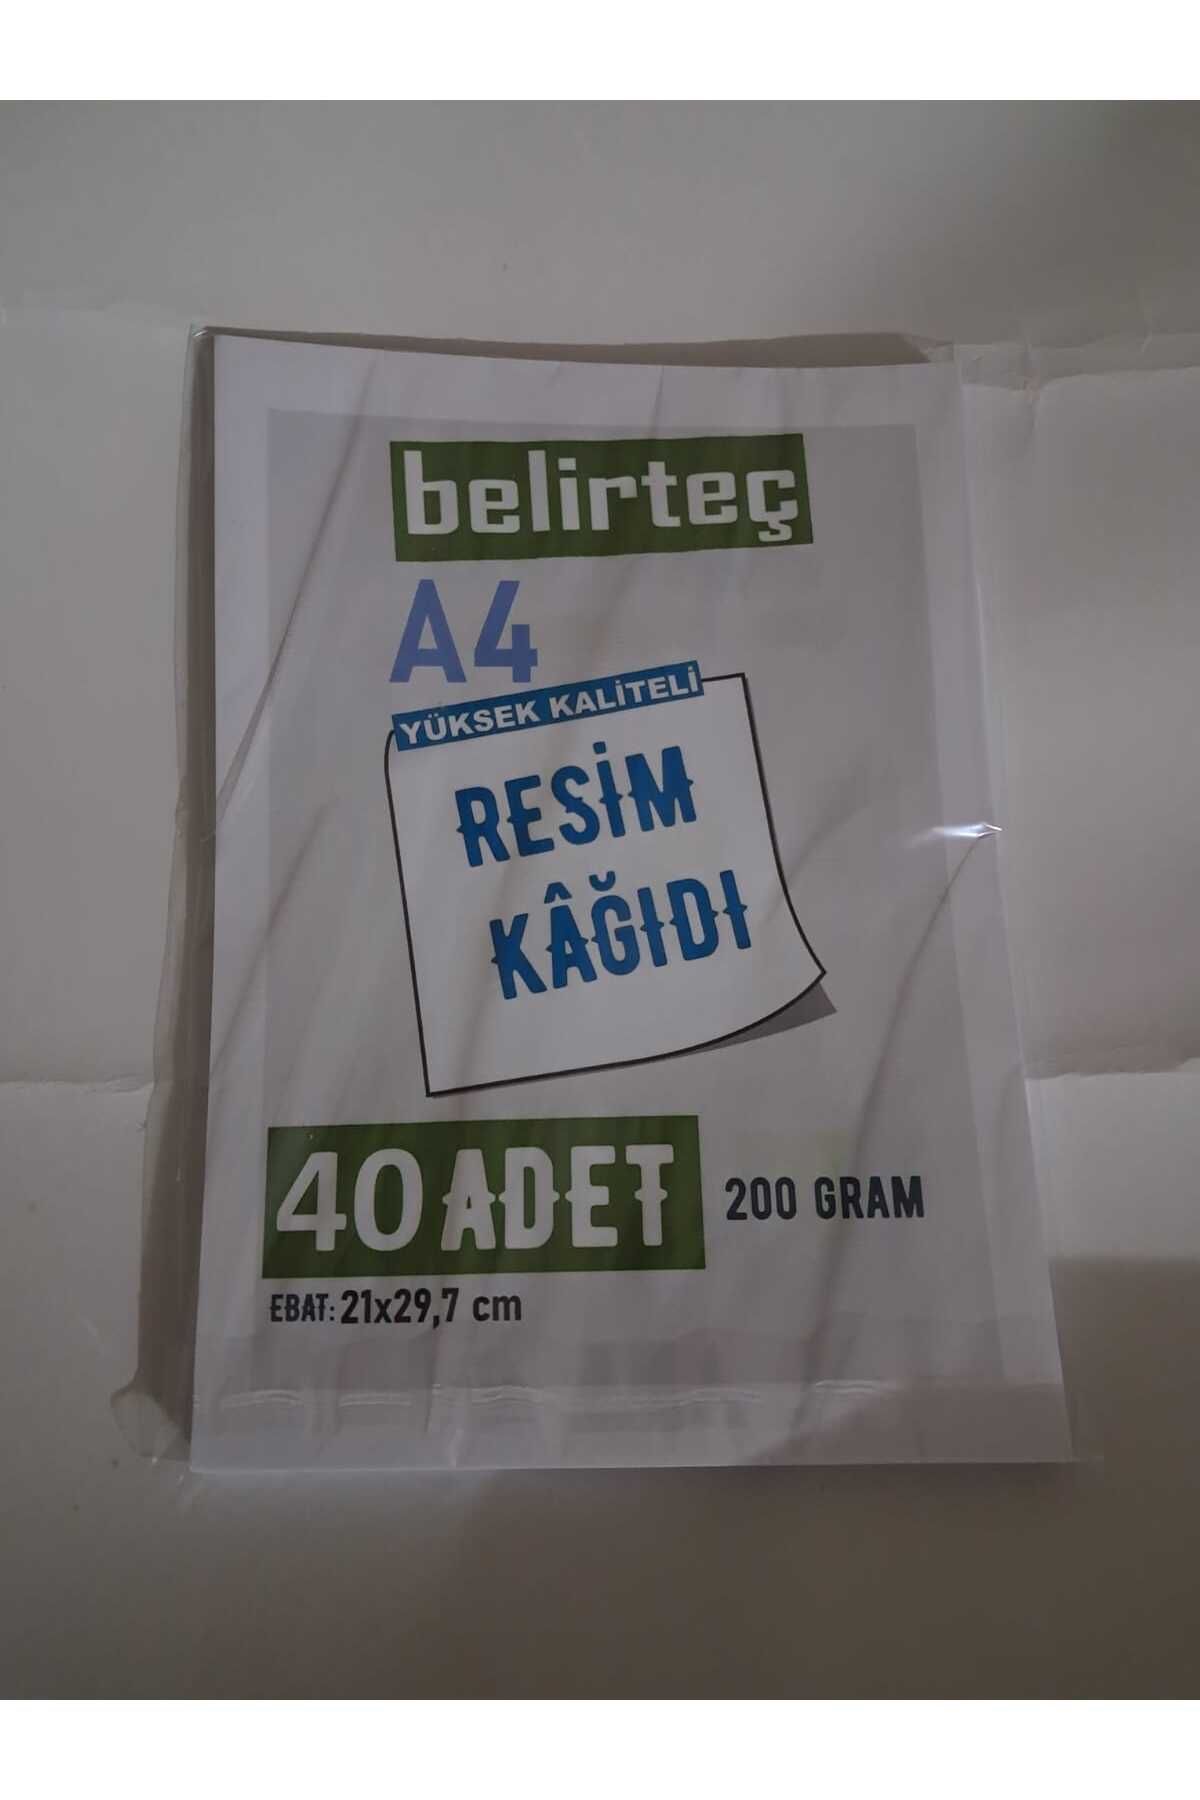 belirteç
A4
YÜKSEK KALİTELİ
RESİM
KÂĞIDI
40 ADET 200 GRAM
EBAT: 21x29,7 cm